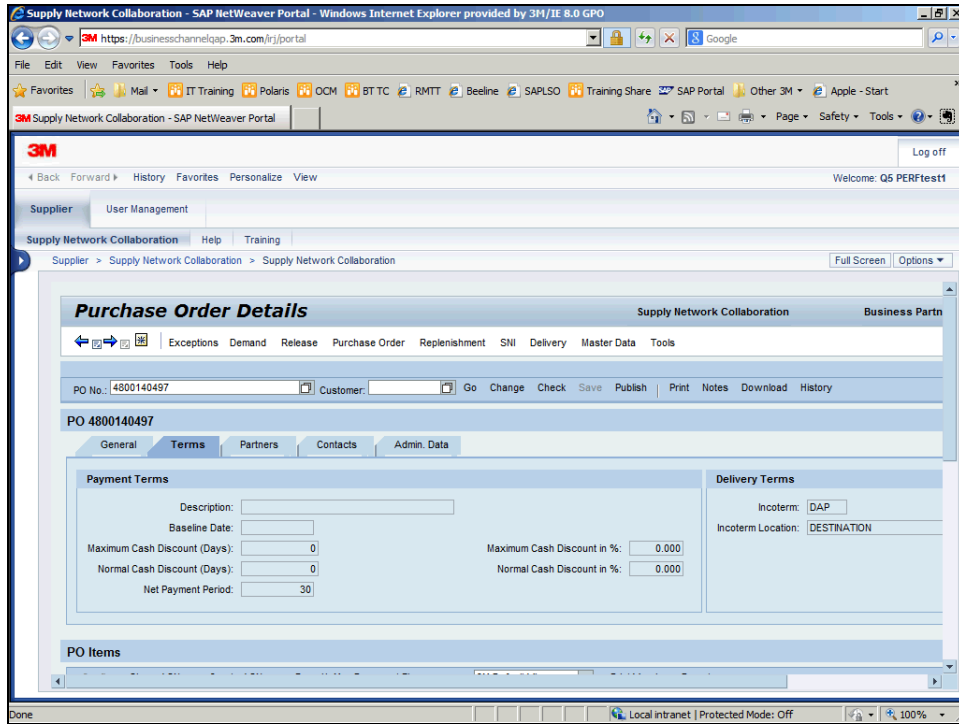 Supply Network Collaboration - SAP NetWeaver Portal - Windows Internet Explorer provided by 3M/IE 8.0 GPO
3M https://businesschannelqap.3m.com/irj/portal Google
File Edit View Favorites Tools Help
Favorites Mail IT Training Polaris OCM BT TC RMTT Beeline SAPLSO Training Share SAP Portal Other 3M Apple - Start
3M Supply Network Collaboration - SAP NetWeaver Portal Page Safety Tools
3M Log off
Back Forward History Favorites Personalize View Welcome: Q5 PERFtest1
Supplier User Management
Supply Network Collaboration Help Training
Supplier > Supply Network Collaboration > Supply Network Collaboration Full Screen Options
Purchase Order Details Supply Network Collaboration Business Partn
Exceptions Demand Release Purchase Order Replenishment SNI Delivery Master Data Tools
PO No.: 4800140497 Customer: Go Change Check Save Publish Print Notes Download History
PO 4800140497
General Terms Partners Contacts Admin. Data
Payment Terms Delivery Terms
Description: Incoterm: DAP
Baseline Date: Incoterm Location: DESTINATION
Maximum Cash Discount (Days): 0 Maximum Cash Discount in %: 0.000
Normal Cash Discount (Days): 0 Normal Cash Discount in %: 0.000
Net Payment Period: 30
PO Items
Done Local intranet | Protected Mode: Off 100%